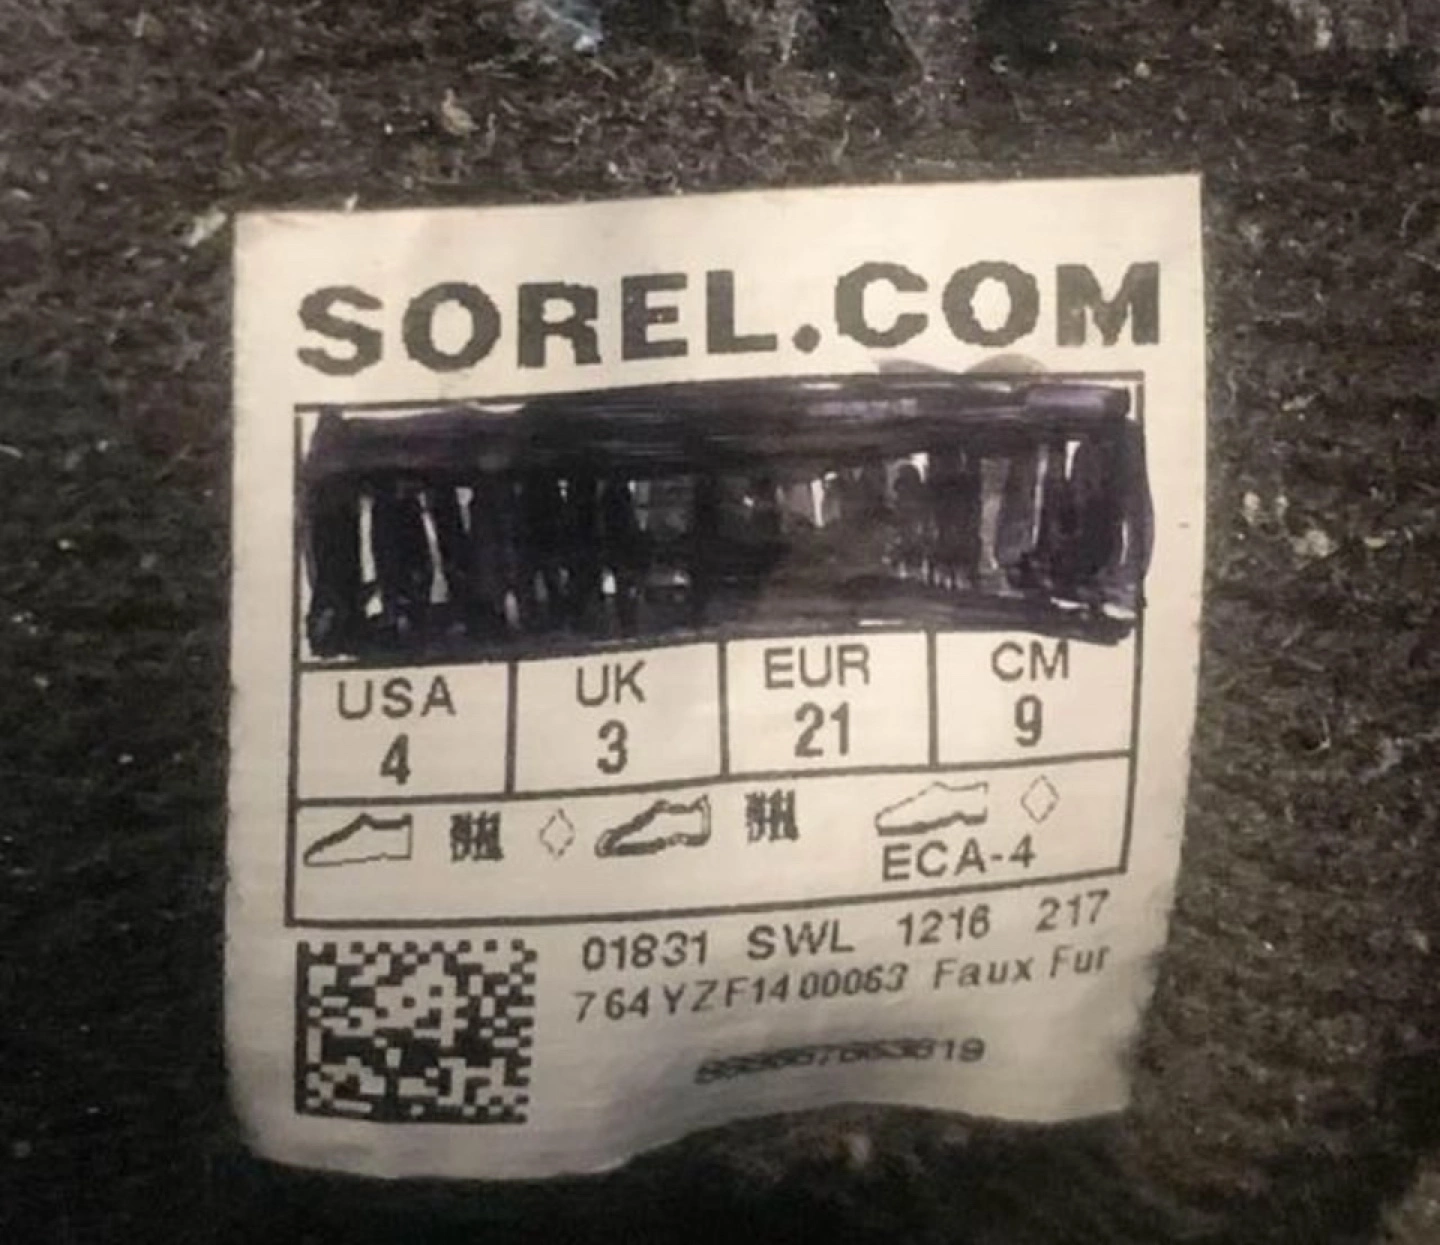 SOREL.COM
USA UK EUR CM
4 3 21 9
ECA-4
01831 SWL 1216 217
764YZF1400063 Faux Fur